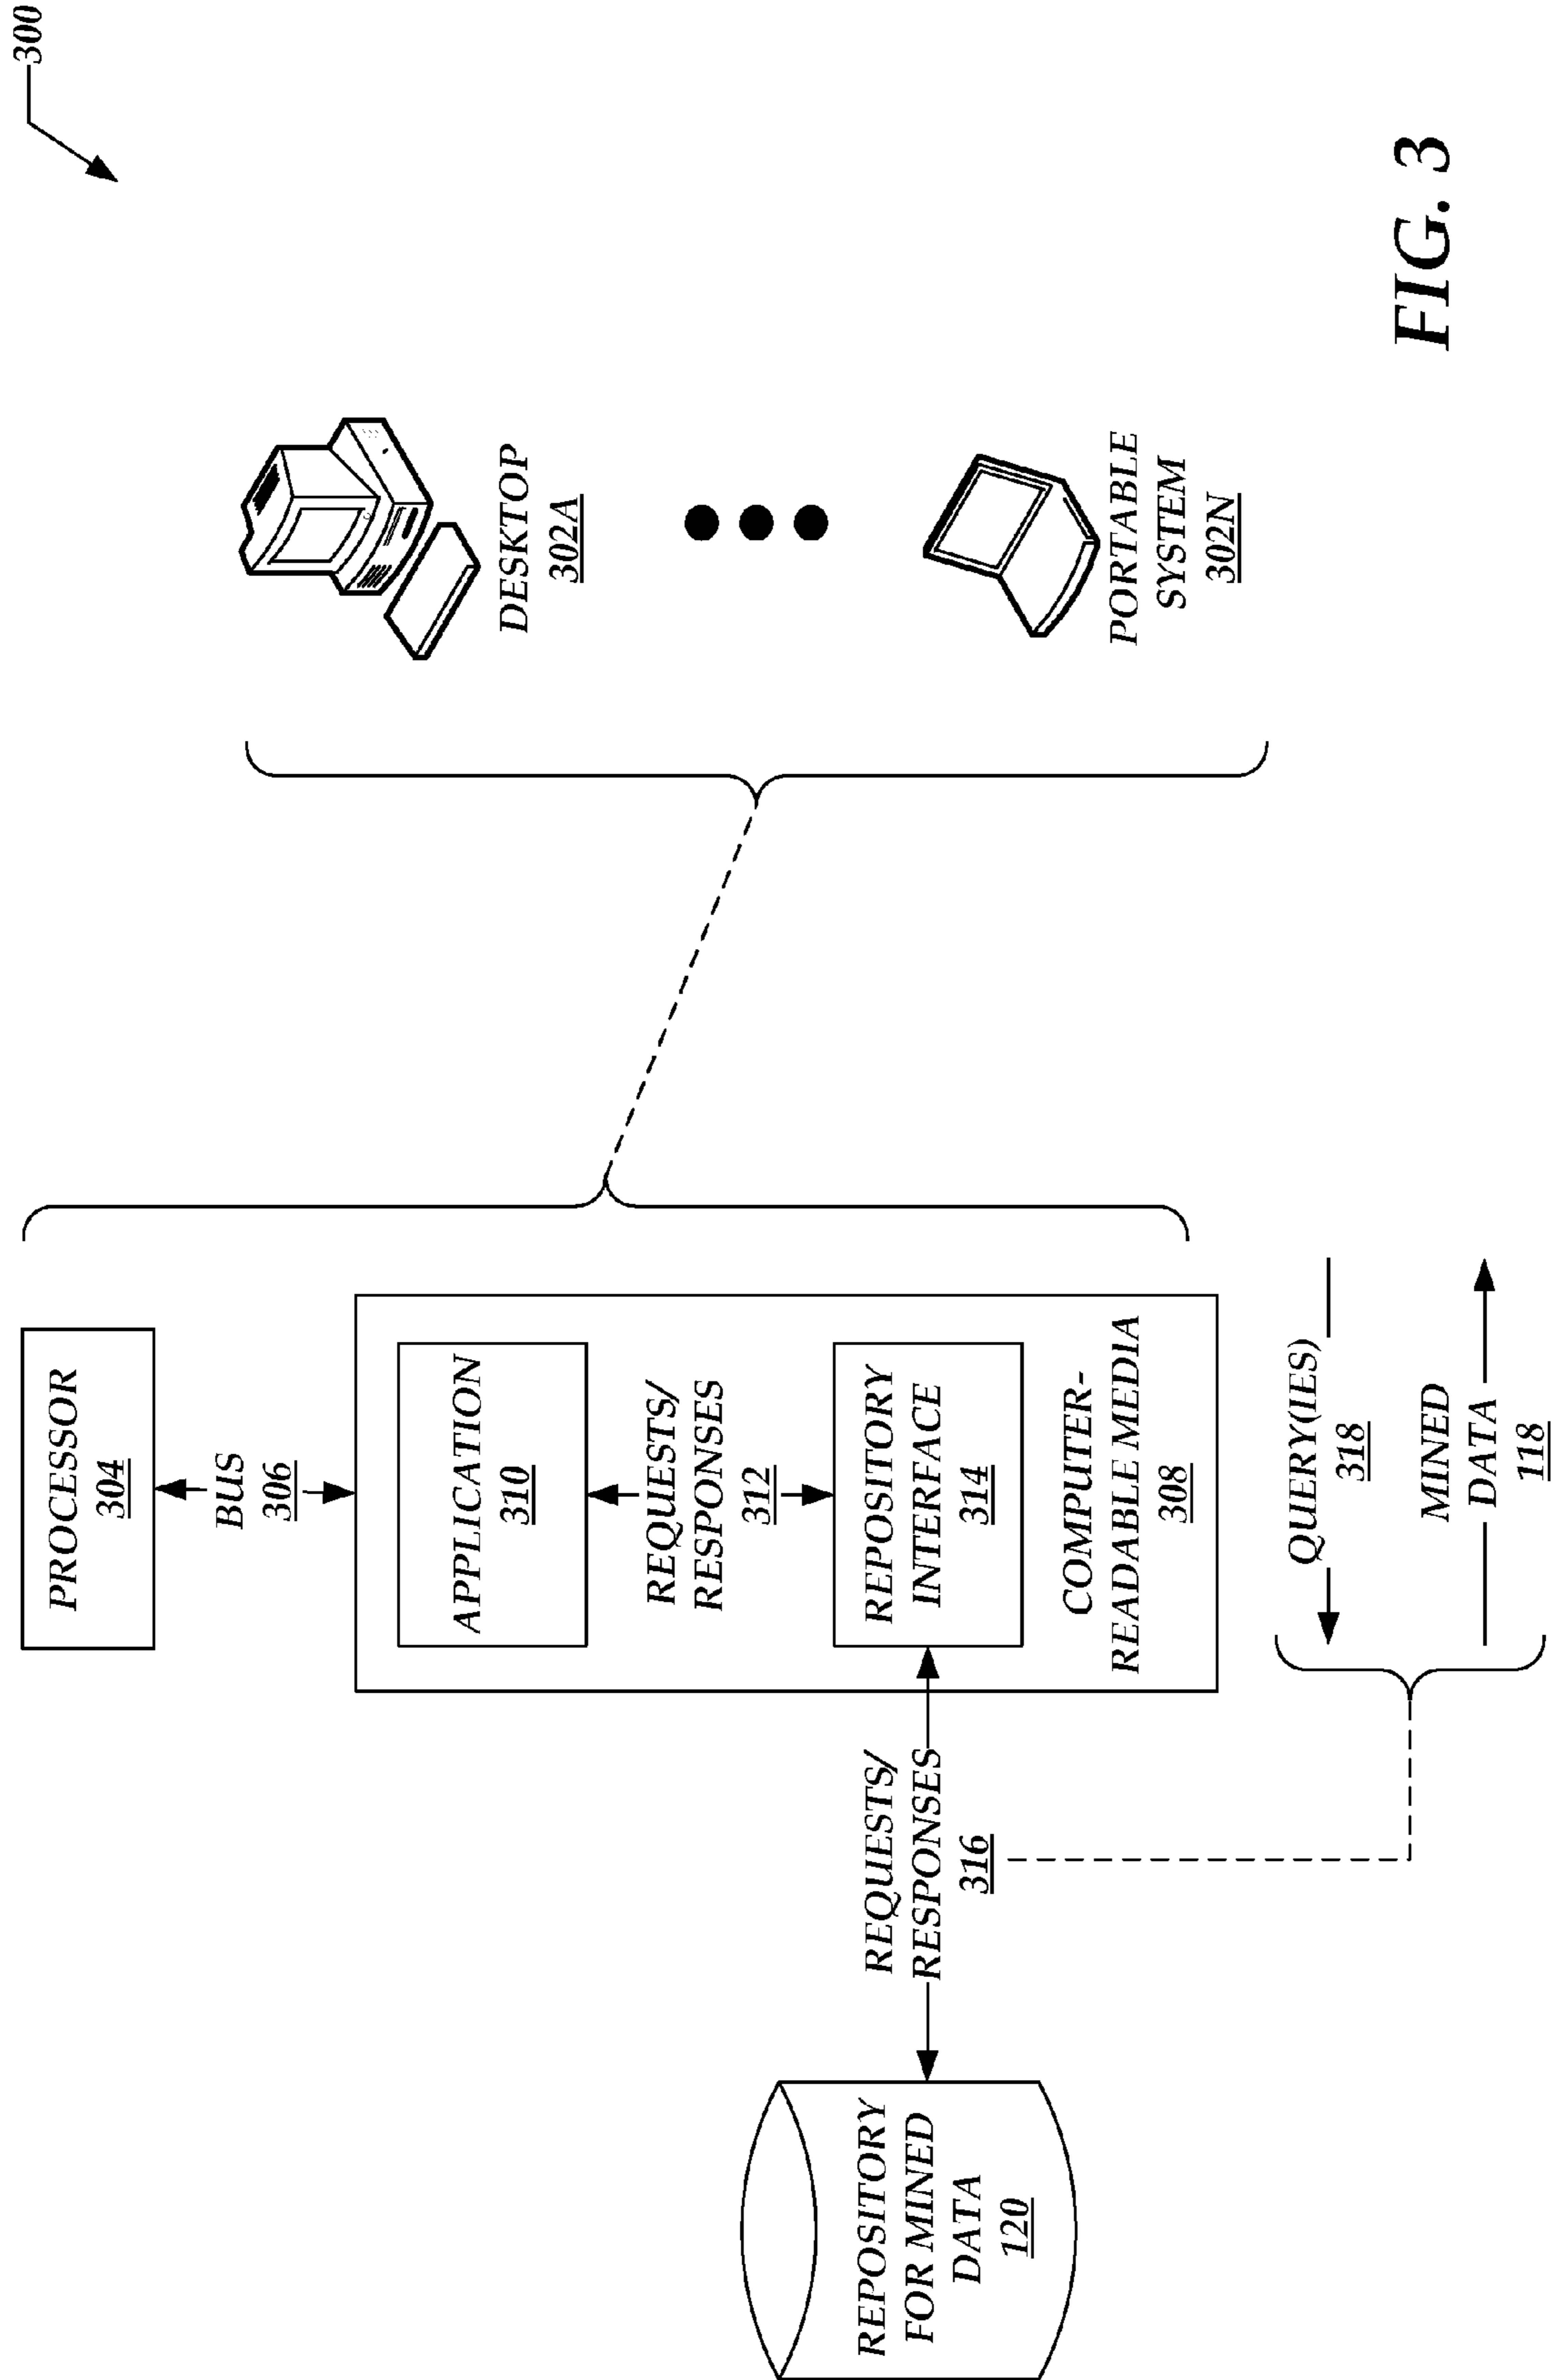 300
PROCESSOR
304
BUS
306
APPLICATION
310
REQUESTS/
RESPONSES
312
REPOSITORY
INTERFACE
314
COMPUTER-
READABLE MEDIA
308
REPOSITORY
FOR MINED
DATA
120
REQUESTS/
RESPONSES
316
QUERY(IES)
318
MINED
DATA
118
DESKTOP
302A
PORTABLE
SYSTEM
302N
FIG. 3